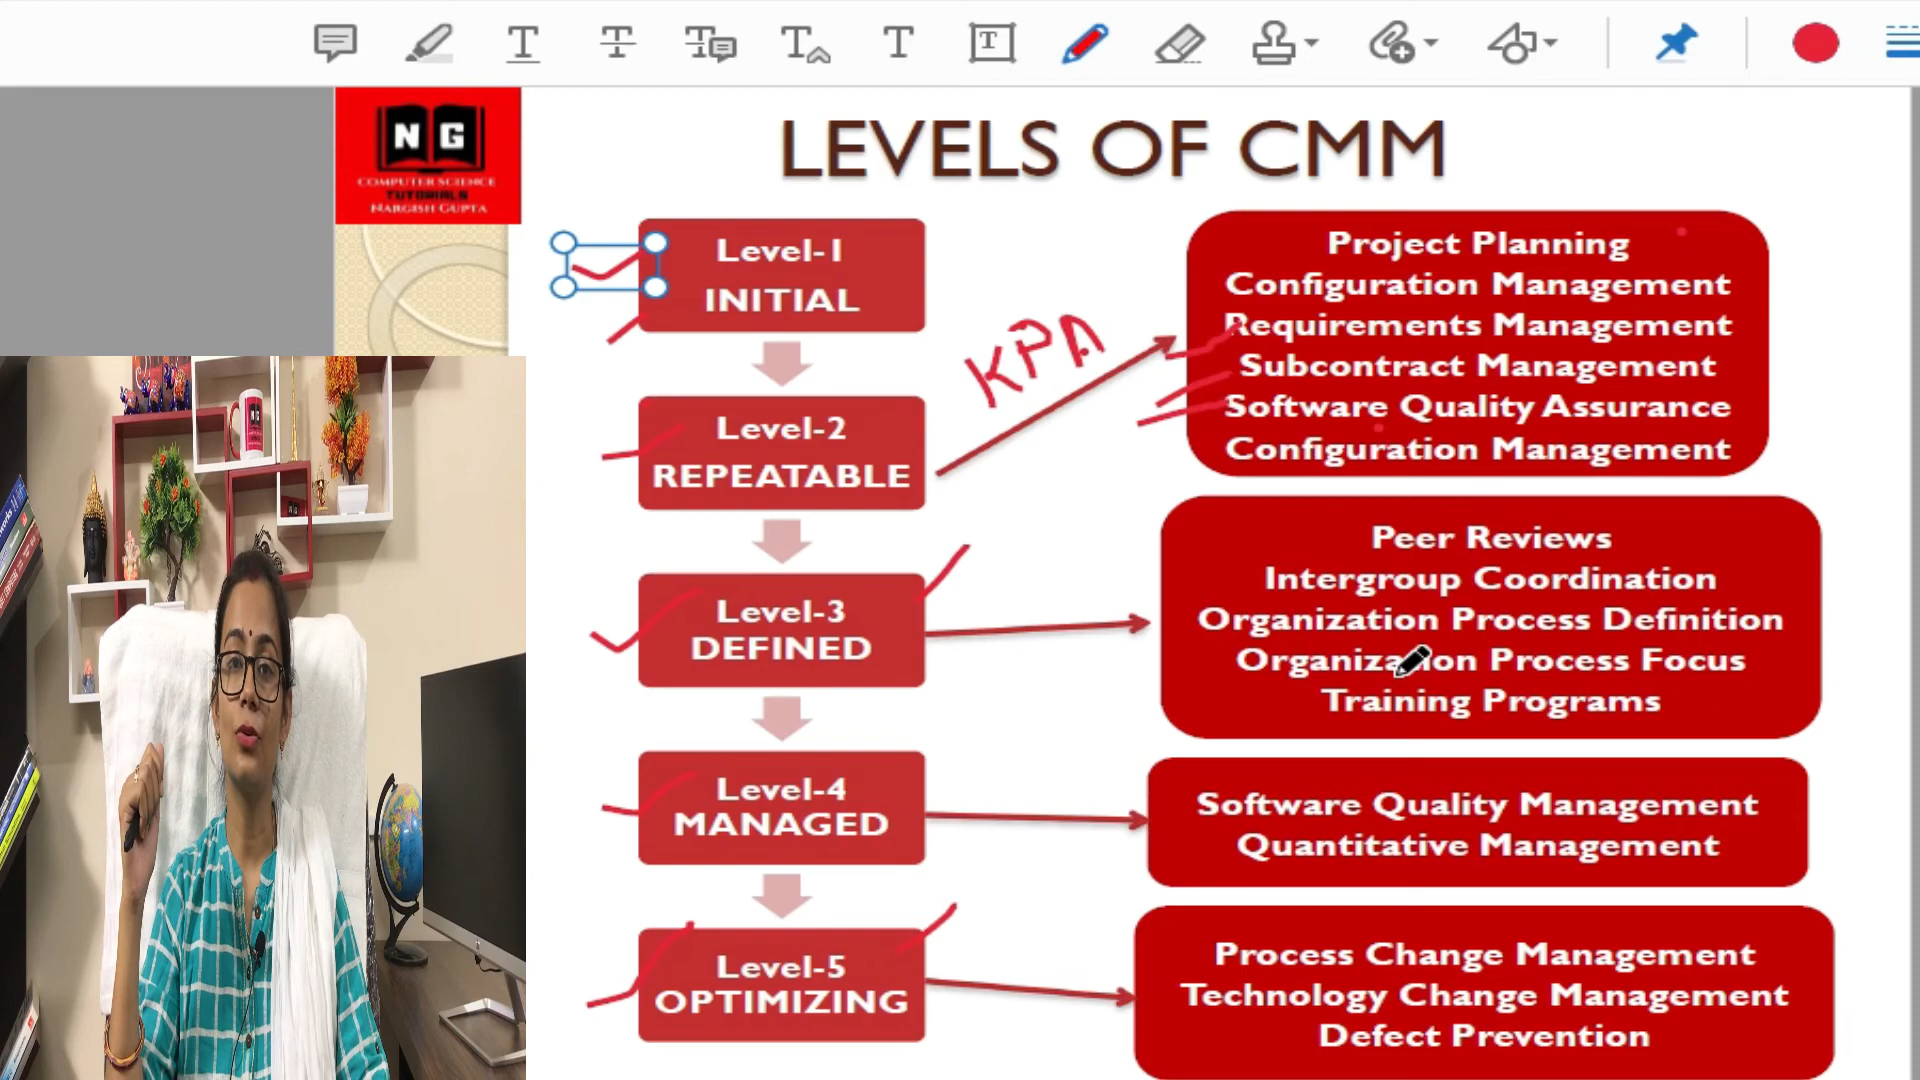 N G
COMPUTER SCIENCE
TUTORIALS
NARGISH GUPTA
LEVELS OF CMM
Level-1
INITIAL
Level-2
REPEATABLE
Level-3
DEFINED
Level-4
MANAGED
Level-5
OPTIMIZING
KPA
Project Planning
Configuration Management
Requirements Management
Subcontract Management
Software Quality Assurance
Configuration Management
Peer Reviews
Intergroup Coordination
Organization Process Definition
Organization Process Focus
Training Programs
Software Quality Management
Quantitative Management
Process Change Management
Technology Change Management
Defect Prevention